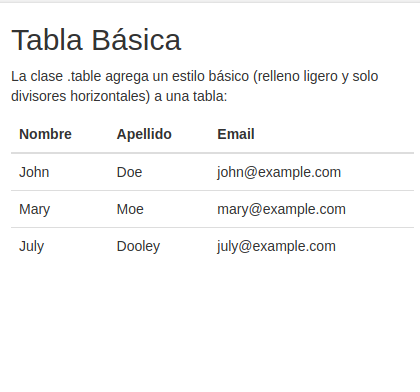 Tabla Básica
La clase .table agrega un estilo básico (relleno ligero y solo
divisores horizontales) a una tabla:
Nombre Apellido Email
John Doe john@example.com
Mary Moe mary@example.com
July Dooley july@example.com